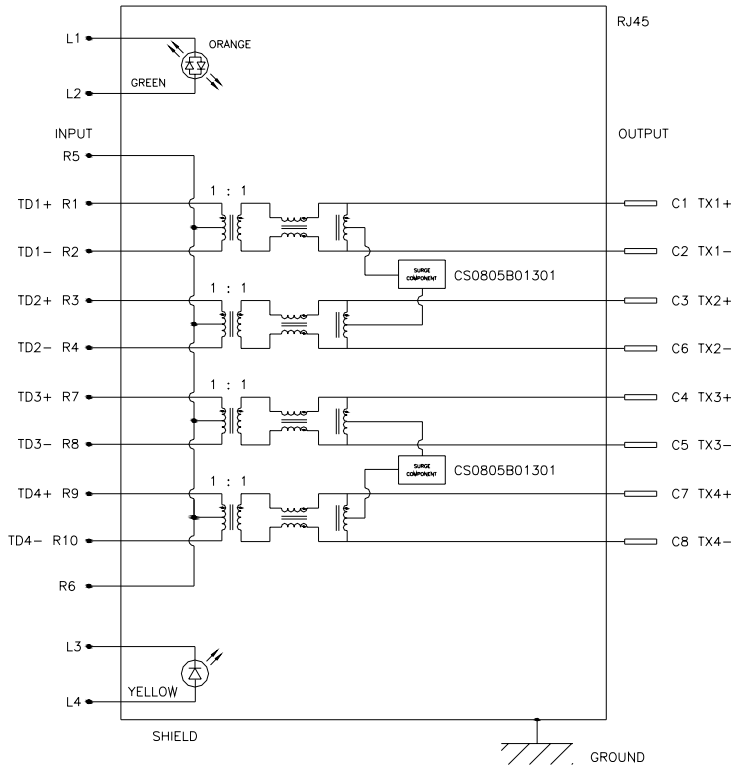 RJ45
L1
ORANGE
GREEN
L2
INPUT
OUTPUT
R5
1 : 1
TD1+ R1
C1 TX1+
TD1- R2
C2 TX1-
SURGE
COMPONENT
CS0805B01301
1 : 1
TD2+ R3
C3 TX2+
TD2- R4
C6 TX2-
1 : 1
TD3+ R7
C4 TX3+
TD3- R8
C5 TX3-
SURGE
COMPONENT
CS0805B01301
1 : 1
TD4+ R9
C7 TX4+
TD4- R10
C8 TX4-
R6
L3
YELLOW
L4
SHIELD
GROUND